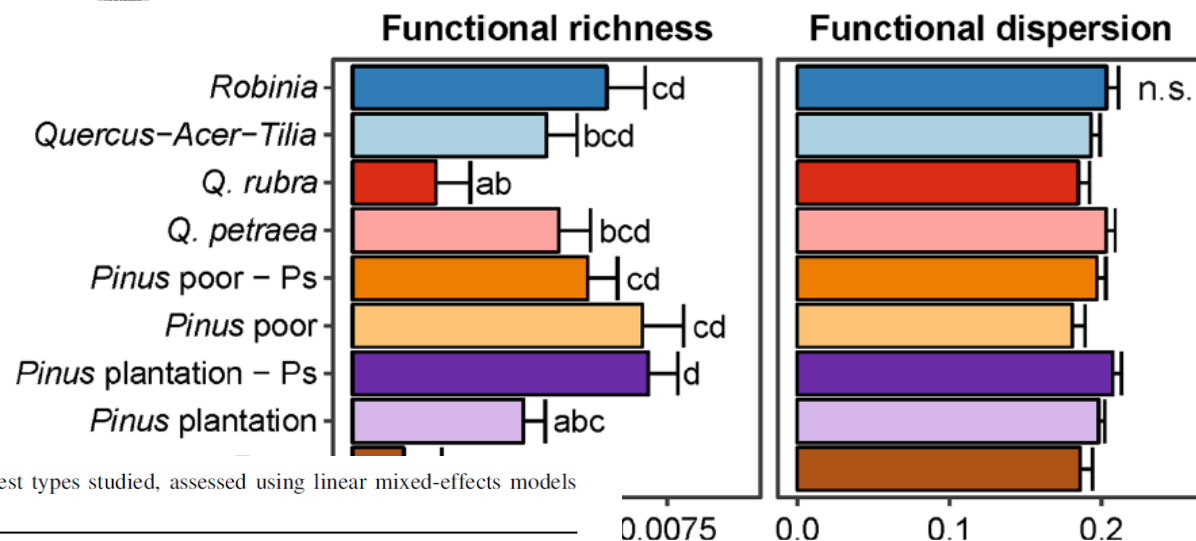 Functional richness
Functional dispersion
Robinia
cd
n.s.
Quercus−Acer−Tilia
bcd
Q. rubra
ab
Q. petraea
bcd
Pinus poor − Ps
cd
Pinus poor
cd
Pinus plantation − Ps
d
Pinus plantation
abc
est types studied, assessed using linear mixed-effects models
0.0075
0.0
0.1
0.2